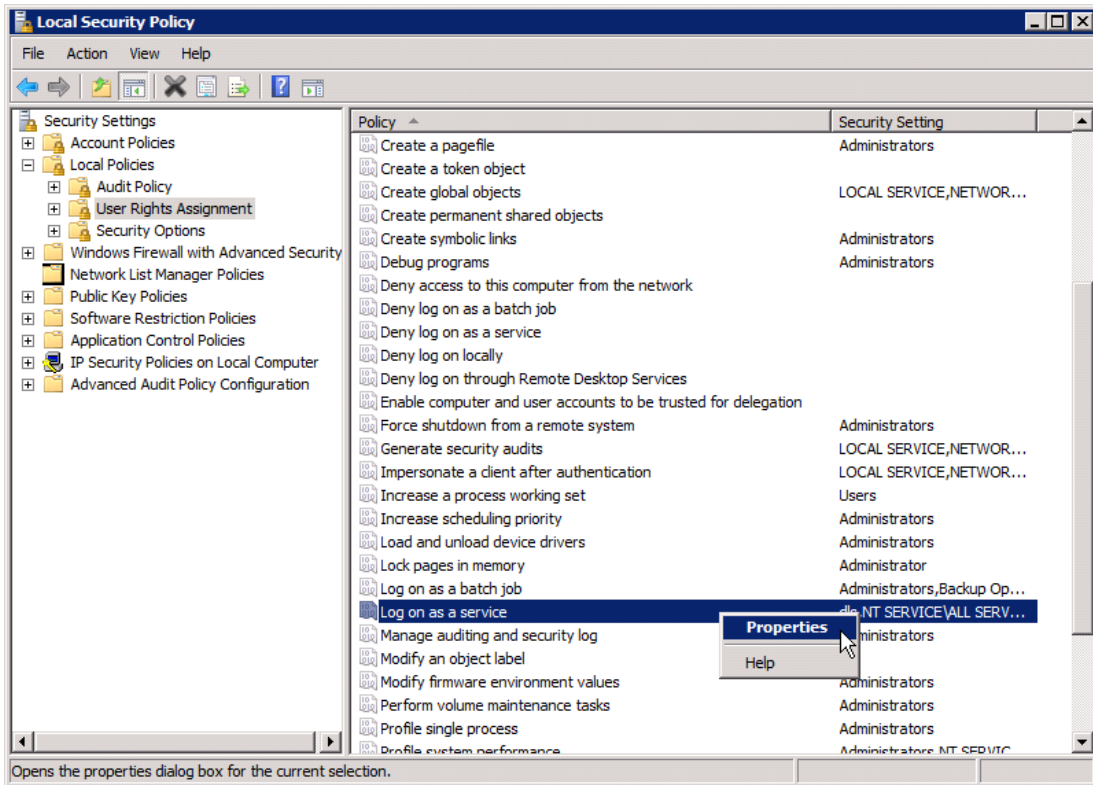 Local Security Policy
File Action View Help
Security Settings
Account Policies
Local Policies
Audit Policy
User Rights Assignment
Security Options
Windows Firewall with Advanced Security
Network List Manager Policies
Public Key Policies
Software Restriction Policies
Application Control Policies
IP Security Policies on Local Computer
Advanced Audit Policy Configuration
Policy Security Setting
Create a pagefile Administrators
Create a token object
Create global objects LOCAL SERVICE,NETWOR...
Create permanent shared objects
Create symbolic links Administrators
Debug programs Administrators
Deny access to this computer from the network
Deny log on as a batch job
Deny log on as a service
Deny log on locally
Deny log on through Remote Desktop Services
Enable computer and user accounts to be trusted for delegation
Force shutdown from a remote system Administrators
Generate security audits LOCAL SERVICE,NETWOR...
Impersonate a client after authentication LOCAL SERVICE,NETWOR...
Increase a process working set Users
Increase scheduling priority Administrators
Load and unload device drivers Administrators
Lock pages in memory Administrator
Log on as a batch job Administrators,Backup Op...
Log on as a service NT SERVICE\ALL SERV...
Properties
Help
Manage auditing and security log ministrators
Modify an object label
Modify firmware environment values Administrators
Perform volume maintenance tasks Administrators
Profile single process Administrators
Profile system performance Administrators NT SERVIC
Opens the properties dialog box for the current selection.